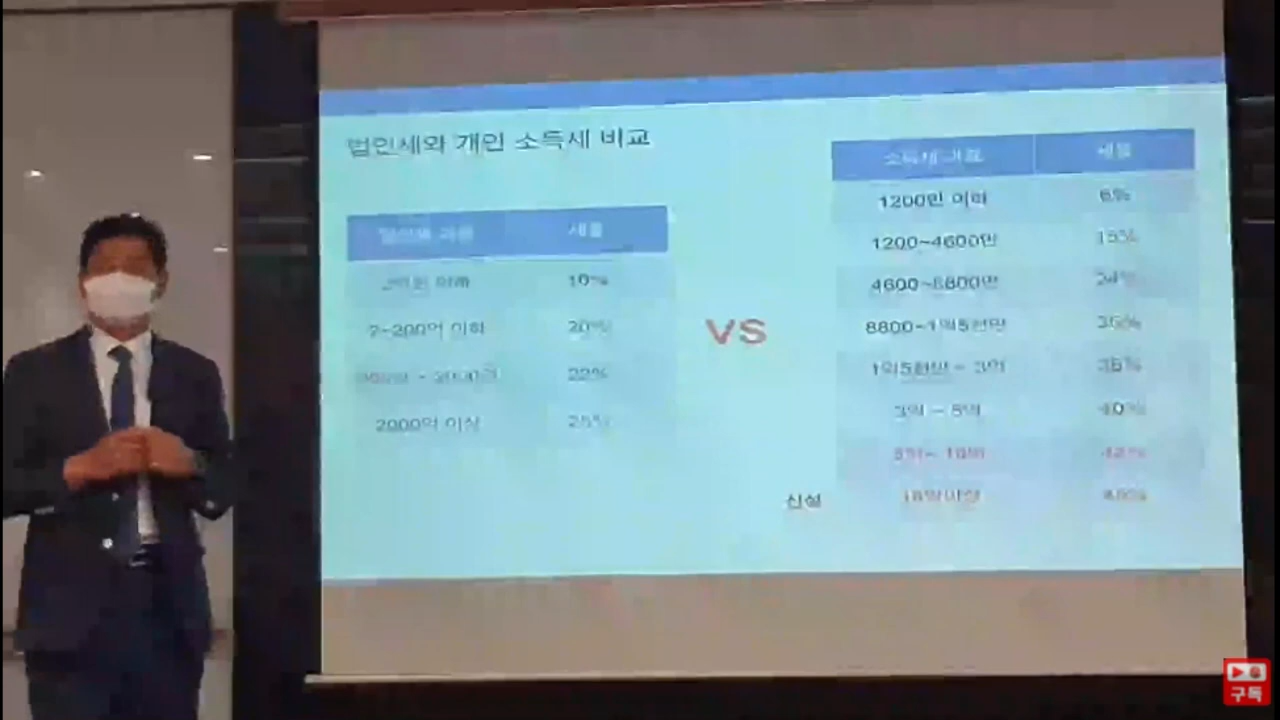 법인세와 개인 소득세 비교
세율
2억원 이하 10%
2~200억 이하 20%
22%
2000억 이상 25%
VS
소득세 과표 세율
1200만 이하 6%
1200~4600만 15%
4600~8800만 24%
8800~1억5천만 35%
1억5천만 ~ 3억 38%
3억 ~ 5억 40%
5억~ 10억 42%
신설 10억이상 45%
구독